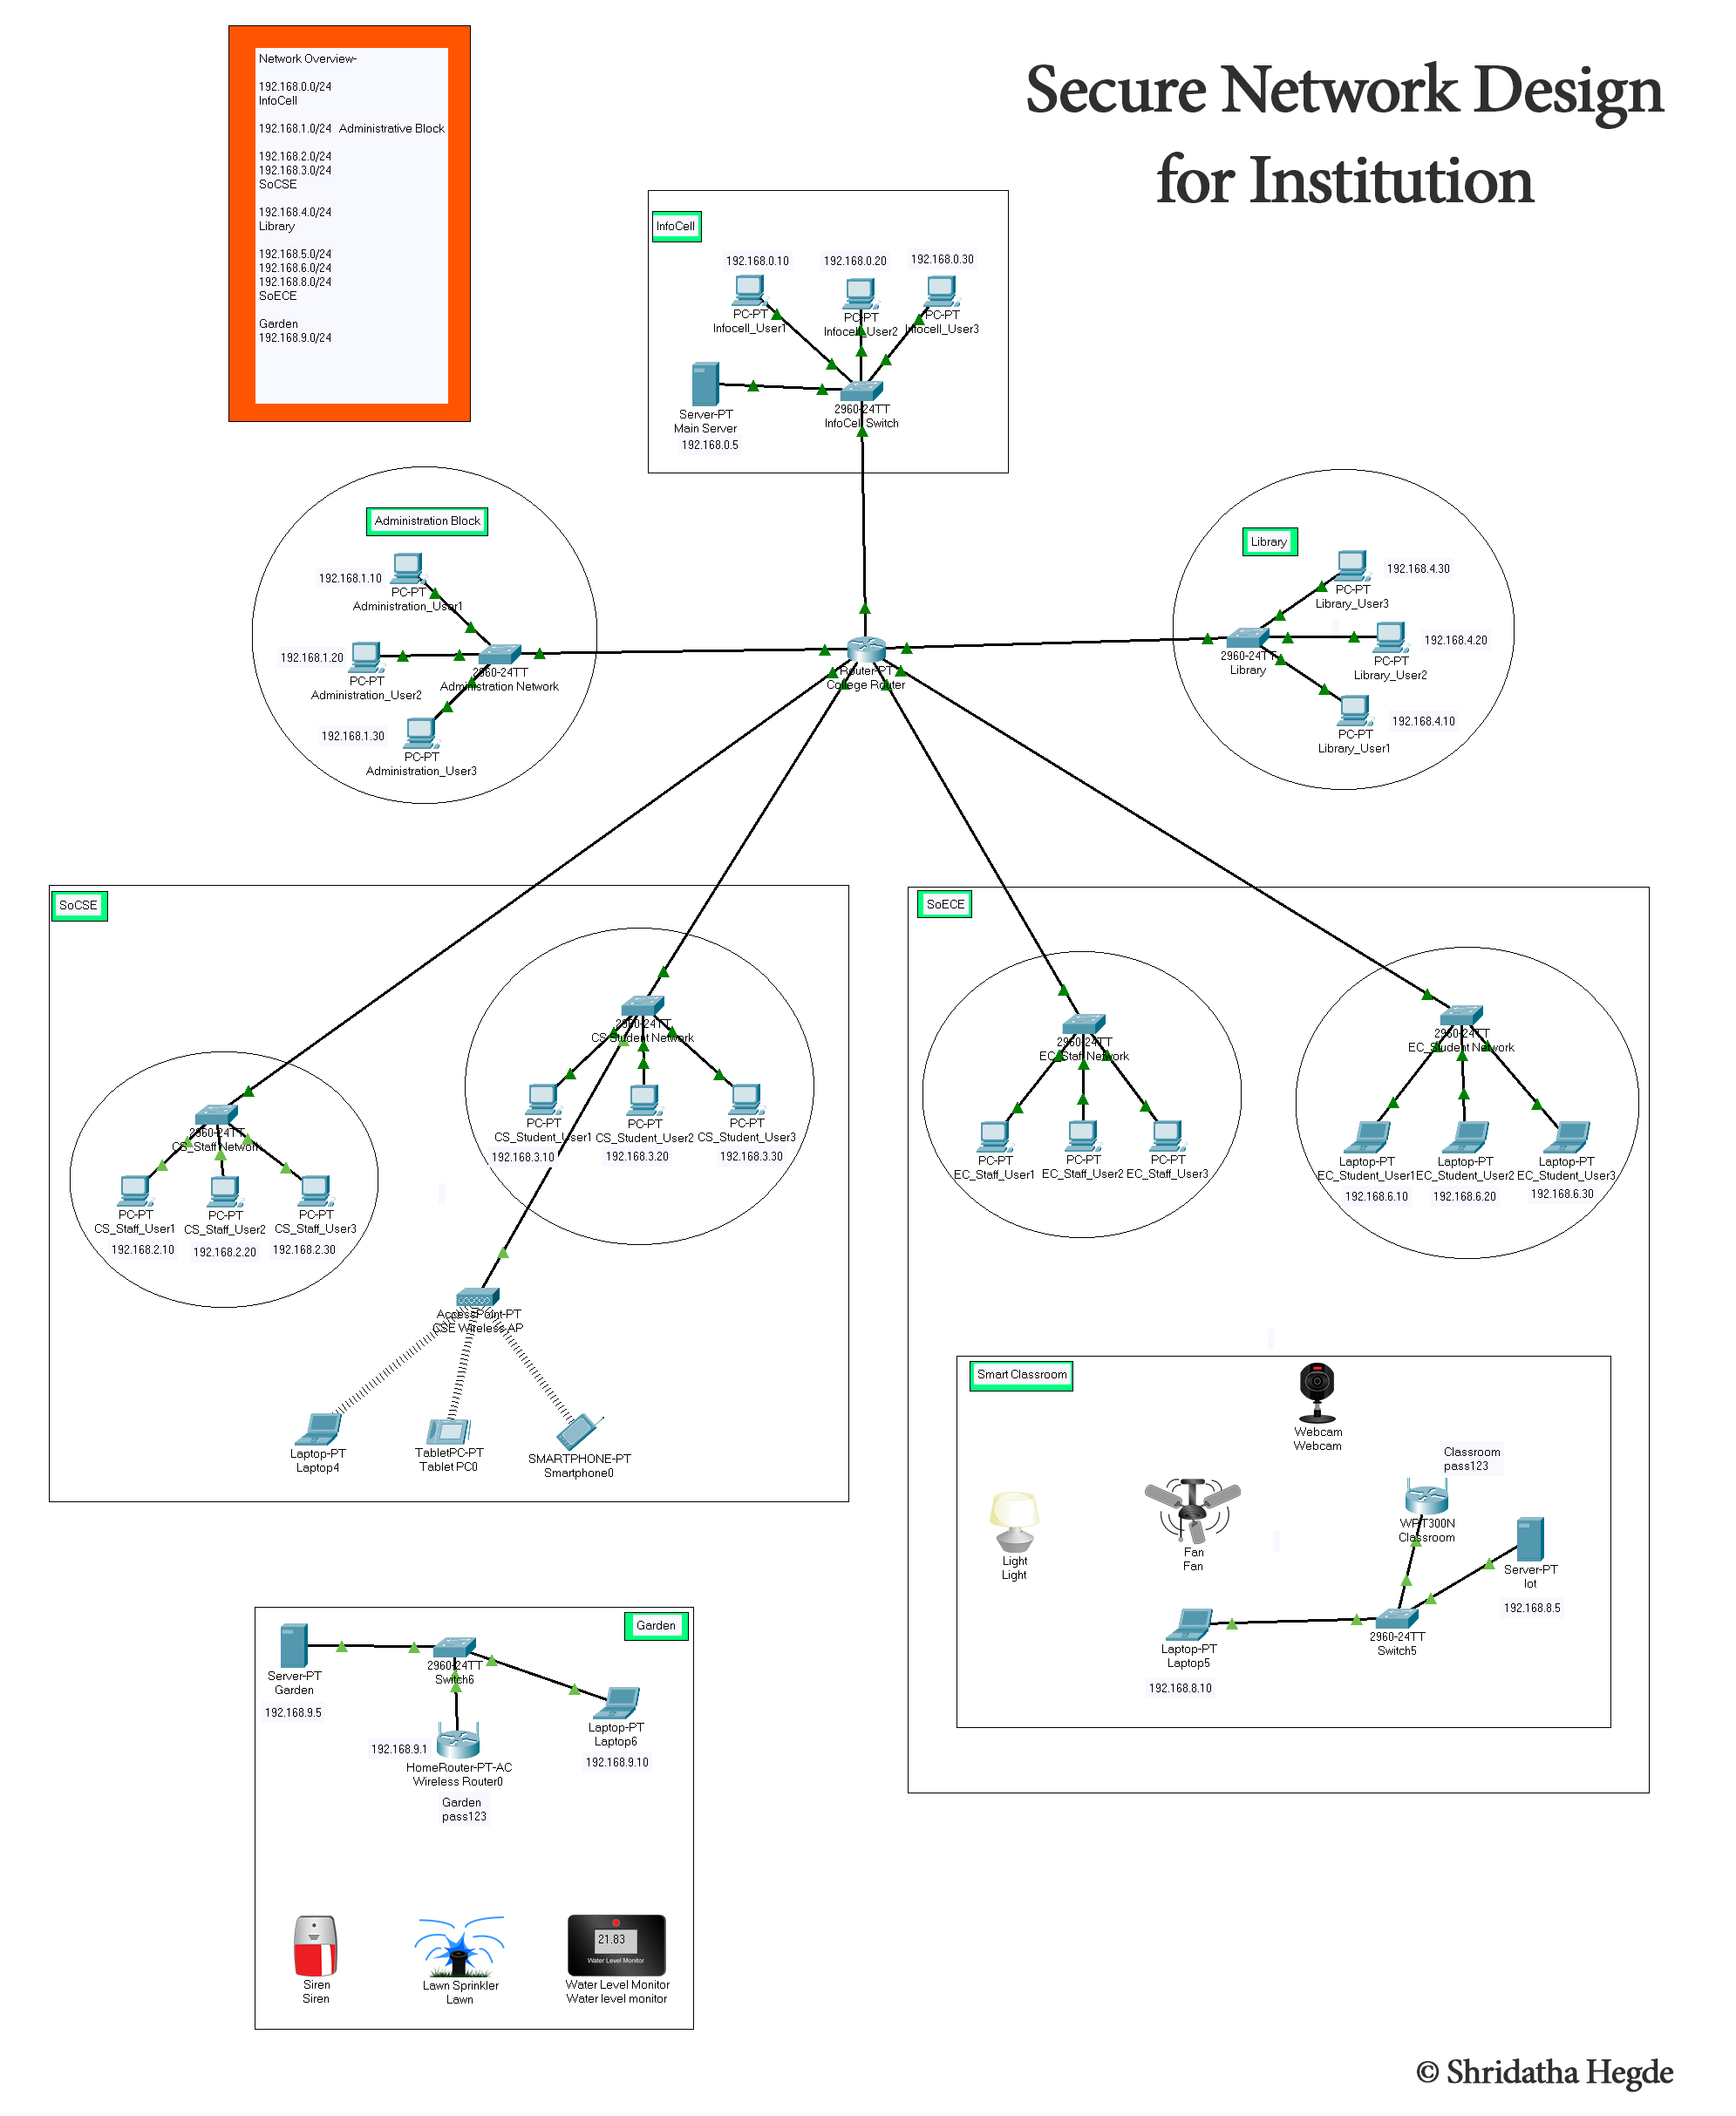 Secure Network Design
for Institution
Network Overview-
192.168.0.0/24
InfoCell
192.168.1.0/24 Administrative Block
192.168.2.0/24
192.168.3.0/24
SoCSE
192.168.4.0/24
Library
192.168.5.0/24
192.168.6.0/24
192.168.8.0/24
SoECE
Garden
192.168.9.0/24
InfoCell
192.168.0.10
192.168.0.20
192.168.0.30
PC-PT
Infocell_User1
PC-PT
Infocell_User2
PC-PT
Infocell_User3
Server-PT
Main Server
192.168.0.5
2960-24TT
InfoCell Switch
Administration Block
192.168.1.10
PC-PT
Administration_User1
192.168.1.20
PC-PT
Administration_User2
2960-24TT
Administration Network
192.168.1.30
PC-PT
Administration_User3
Router-PT
College Router
Library
192.168.4.30
PC-PT
Library_User3
192.168.4.20
PC-PT
Library_User2
2960-24TT
Library
192.168.4.10
PC-PT
Library_User1
SoCSE
2960-24TT
CS_Staff Network
PC-PT
CS_Staff_User1
192.168.2.10
PC-PT
CS_Staff_User2
192.168.2.20
PC-PT
CS_Staff_User3
192.168.2.30
2960-24TT
CS Student Network
PC-PT
CS_Student_User1
192.168.3.10
PC-PT
CS_Student_User2
192.168.3.20
PC-PT
CS_Student_User3
192.168.3.30
AccessPoint-PT
CSE Wireless AP
Laptop-PT
Laptop4
TabletPC-PT
Tablet PC0
SMARTPHONE-PT
Smartphone0
SoECE
2960-24TT
EC_Staff Network
PC-PT
EC_Staff_User1
PC-PT
EC_Staff_User2
PC-PT
EC_Staff_User3
2960-24TT
EC_Student Network
Laptop-PT
EC_Student_User1
192.168.6.10
Laptop-PT
EC_Student_User2
192.168.6.20
Laptop-PT
EC_Student_User3
192.168.6.30
Smart Classroom
Webcam
Webcam
Classroom
pass123
WRT300N
Classroom
Light
Light
Fan
Fan
Server-PT
Iot
192.168.8.5
2960-24TT
Switch5
Laptop-PT
Laptop5
192.168.8.10
Garden
Server-PT
Garden
192.168.9.5
2960-24TT
Switch6
Laptop-PT
Laptop6
192.168.9.10
192.168.9.1
HomeRouter-PT-AC
Wireless Router0
Garden
pass123
Siren
Siren
Lawn Sprinkler
Lawn
21.83
Water Level Monitor
Water Level Monitor
Water level monitor
© Shridatha Hegde